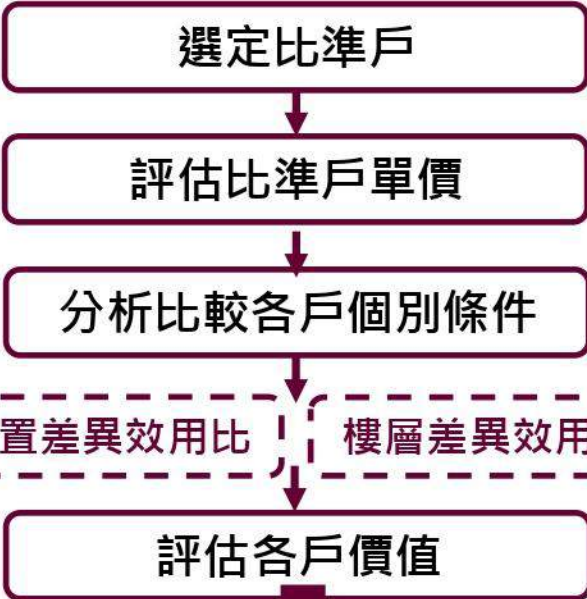 選定比準戶
評估比準戶單價
分析比較各戶個別條件
置差異效用比 樓層差異效用
評估各戶價值